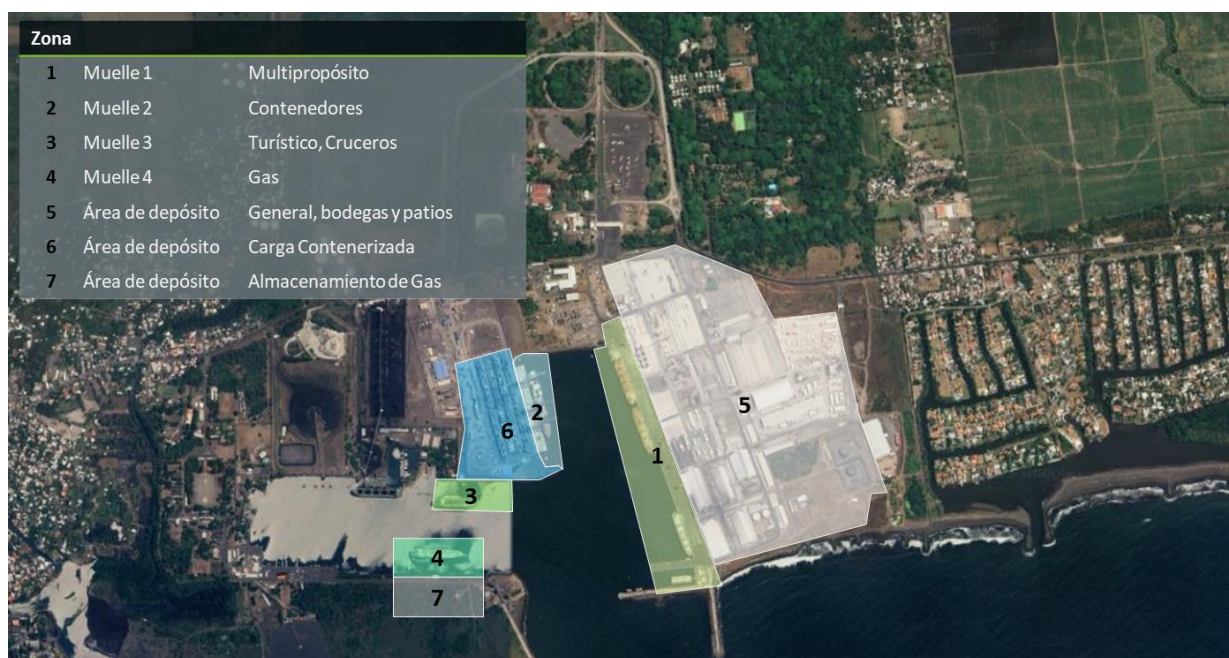 Zona
1 Muelle 1 Multipropósito
2 Muelle 2 Contenedores
3 Muelle 3 Turístico, Cruceros
4 Muelle 4 Gas
5 Área de depósito General, bodegas y patios
6 Área de depósito Carga Contenerizada
7 Área de depósito Almacenamiento de Gas
2
6
5
1
3
4
7